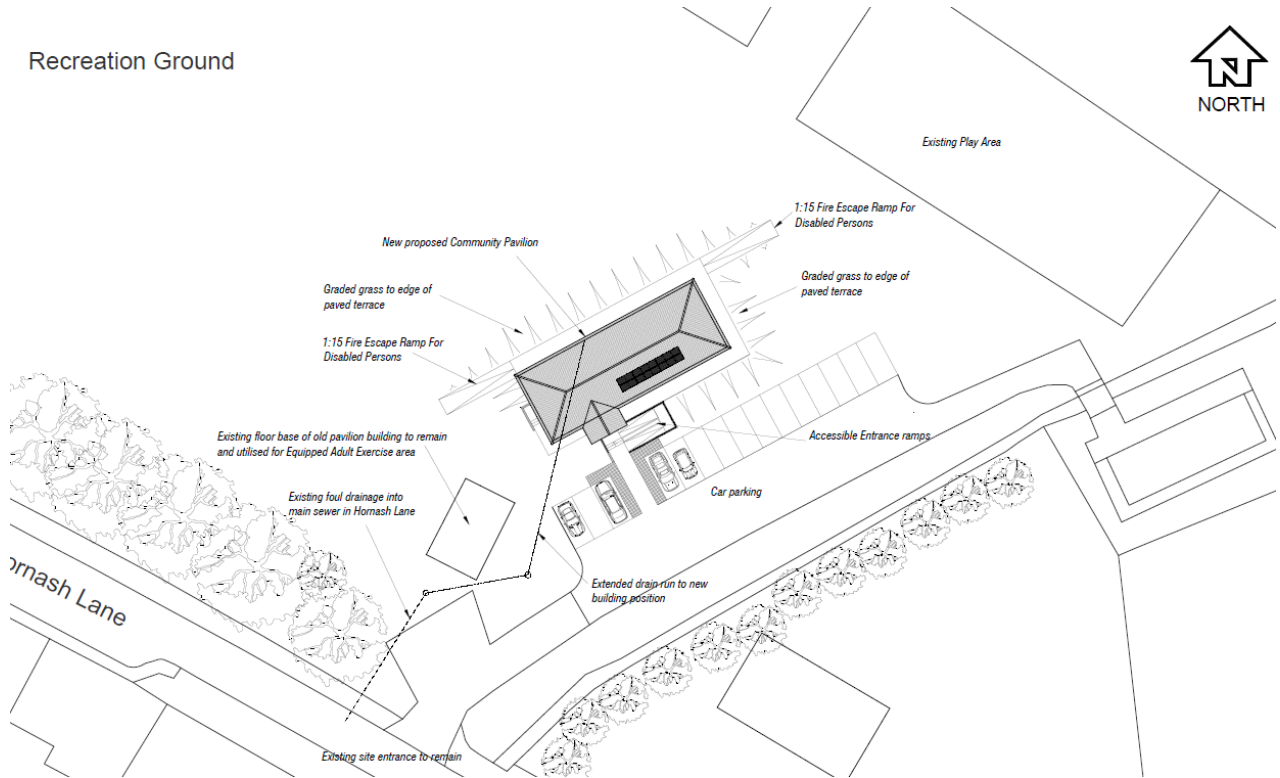 Recreation Ground
NORTH
Existing Play Area
1:15 Fire Escape Ramp For
Disabled Persons
New proposed Community Pavilion
Graded grass to edge of
paved terrace
Graded grass to edge of
paved terrace
1:15 Fire Escape Ramp For
Disabled Persons
Existing floor base of old pavilion building to remain
and utilised for Equipped Adult Exercise area
Accessible Entrance ramps
Existing foul drainage into
main sewer in Hornash Lane
Car parking
ornash Lane
Extended drain run to new
building position
Existing site entrance to remain